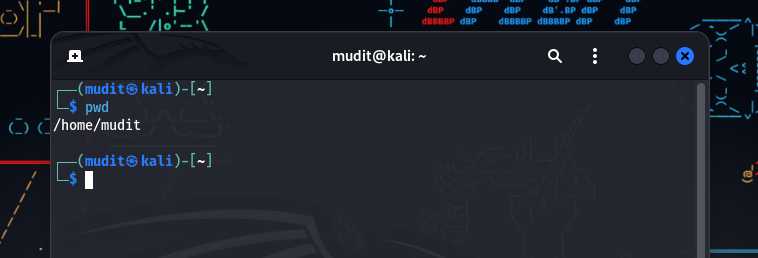 mudit@kali: ~
┌──(mudit㉿kali)-[~]
└─$ pwd
/home/mudit
┌──(mudit㉿kali)-[~]
└─$